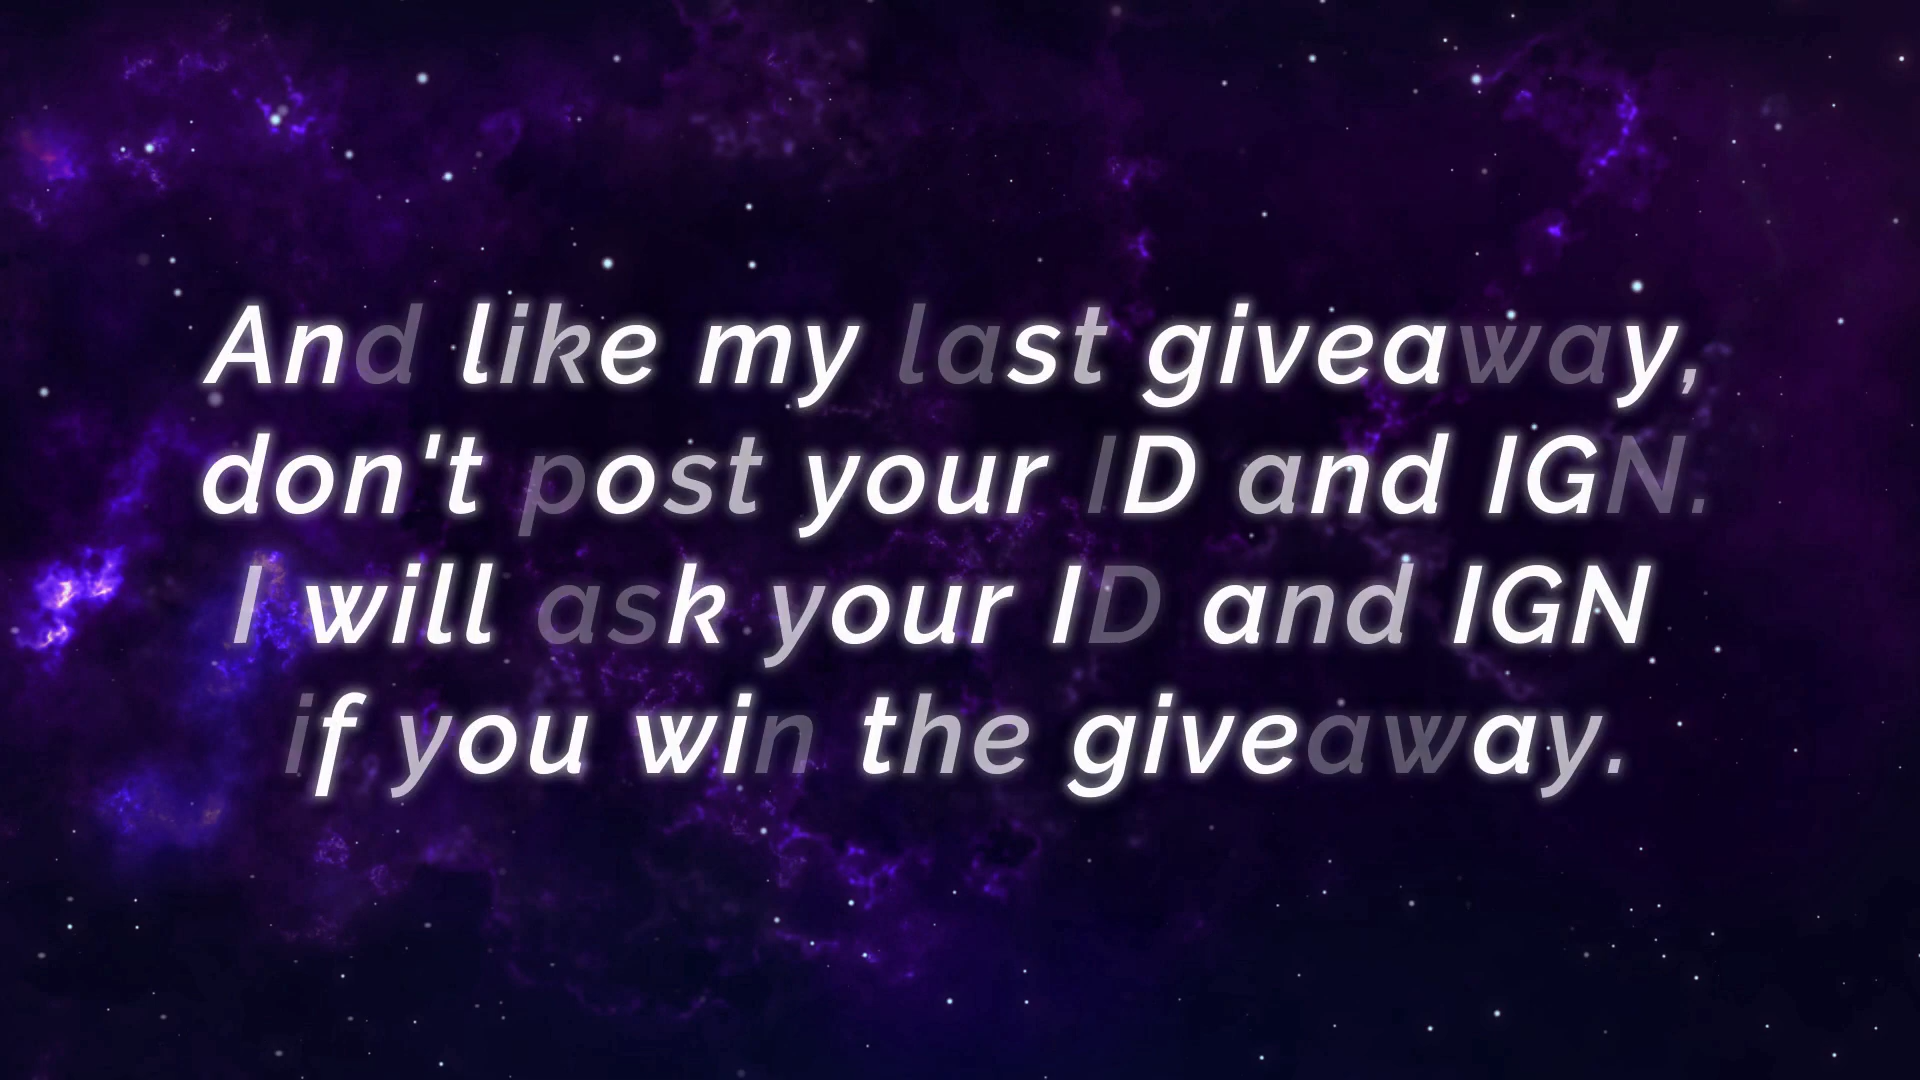 And like my last giveaway,
don't post your ID and IGN.
I will ask your ID and IGN
if you win the giveaway.